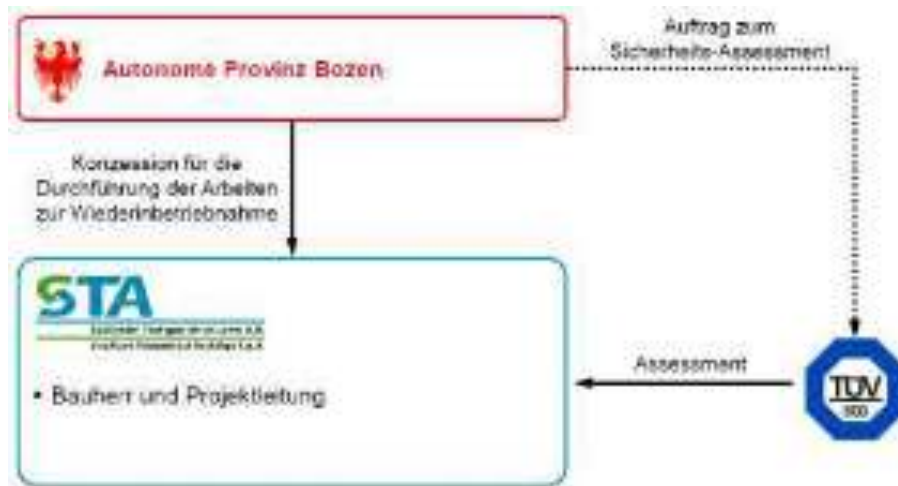 Auftrag zum
Sicherheits-Assessment
Autonome Provinz Bozen
Konzession für die
Durchführung der Arbeiten
zur Wiederinbetriebnahme
STA
Assessment
TÜV
• Bauherr und Projektleitung